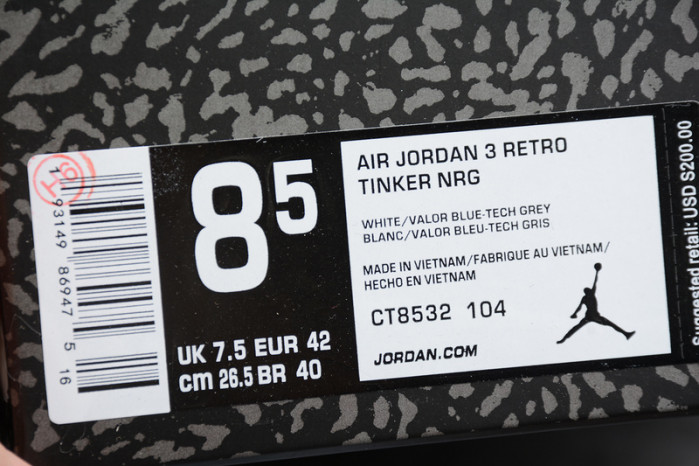 1 93149 86947 5 16
8 5
UK 7.5 EUR 42
cm 26.5 BR 40
AIR JORDAN 3 RETRO
TINKER NRG
WHITE/VALOR BLUE-TECH GREY
BLANC/VALOR BLEU-TECH GRIS
MADE IN VIETNAM/FABRIQUE AU VIETNAM/
HECHO EN VIETNAM
CT8532 104
JORDAN.COM
Suggested retail: USD $200.00